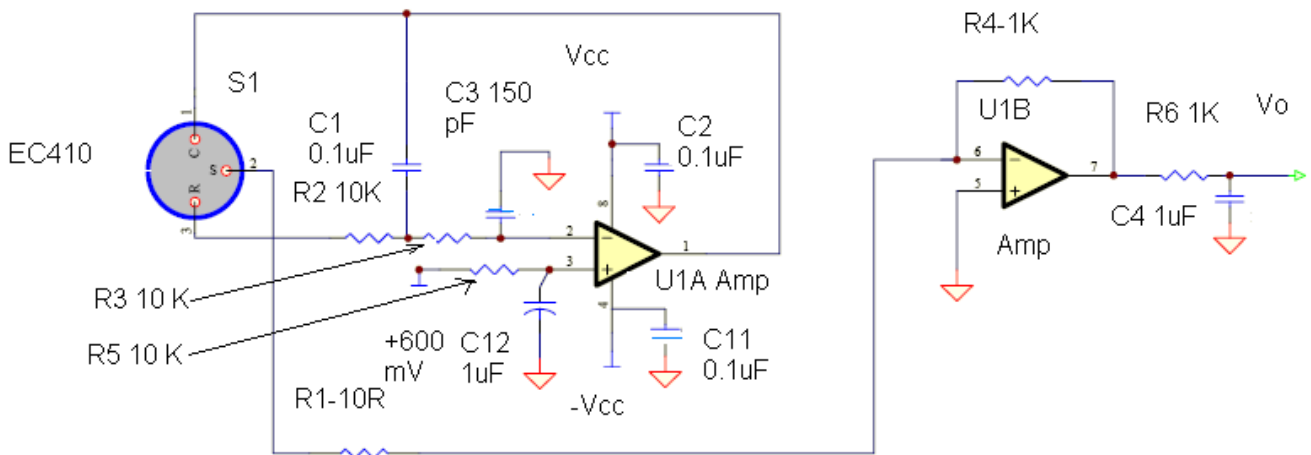 R4-1K
Vcc
S1
C3 150
pF
U1B
R6 1K
Vo
1
C1
0.1uF
C2
0.1uF
EC410
C
S
2
R
3
R2 10K
8
6
5
7
C4 1uF
2
3
1
Amp
U1A Amp
R3 10 K
4
R5 10 K
+600
mV
C12
1uF
C11
0.1uF
R1-10R
-Vcc